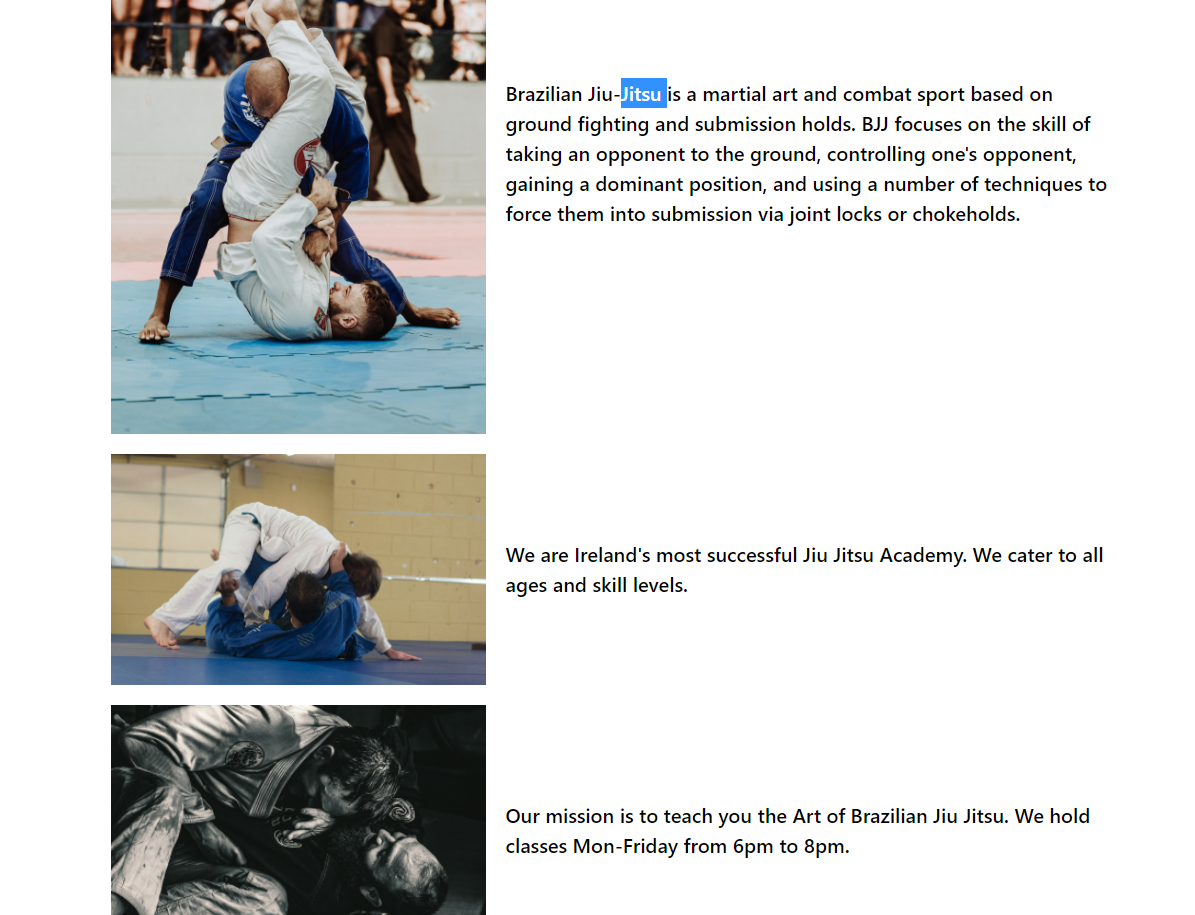 Brazilian Jiu-Jitsu is a martial art and combat sport based on
ground fighting and submission holds. BJJ focuses on the skill of
taking an opponent to the ground, controlling one's opponent,
gaining a dominant position, and using a number of techniques to
force them into submission via joint locks or chokeholds.
We are Ireland's most successful Jiu Jitsu Academy. We cater to all
ages and skill levels.
Our mission is to teach you the Art of Brazilian Jiu Jitsu. We hold
classes Mon-Friday from 6pm to 8pm.